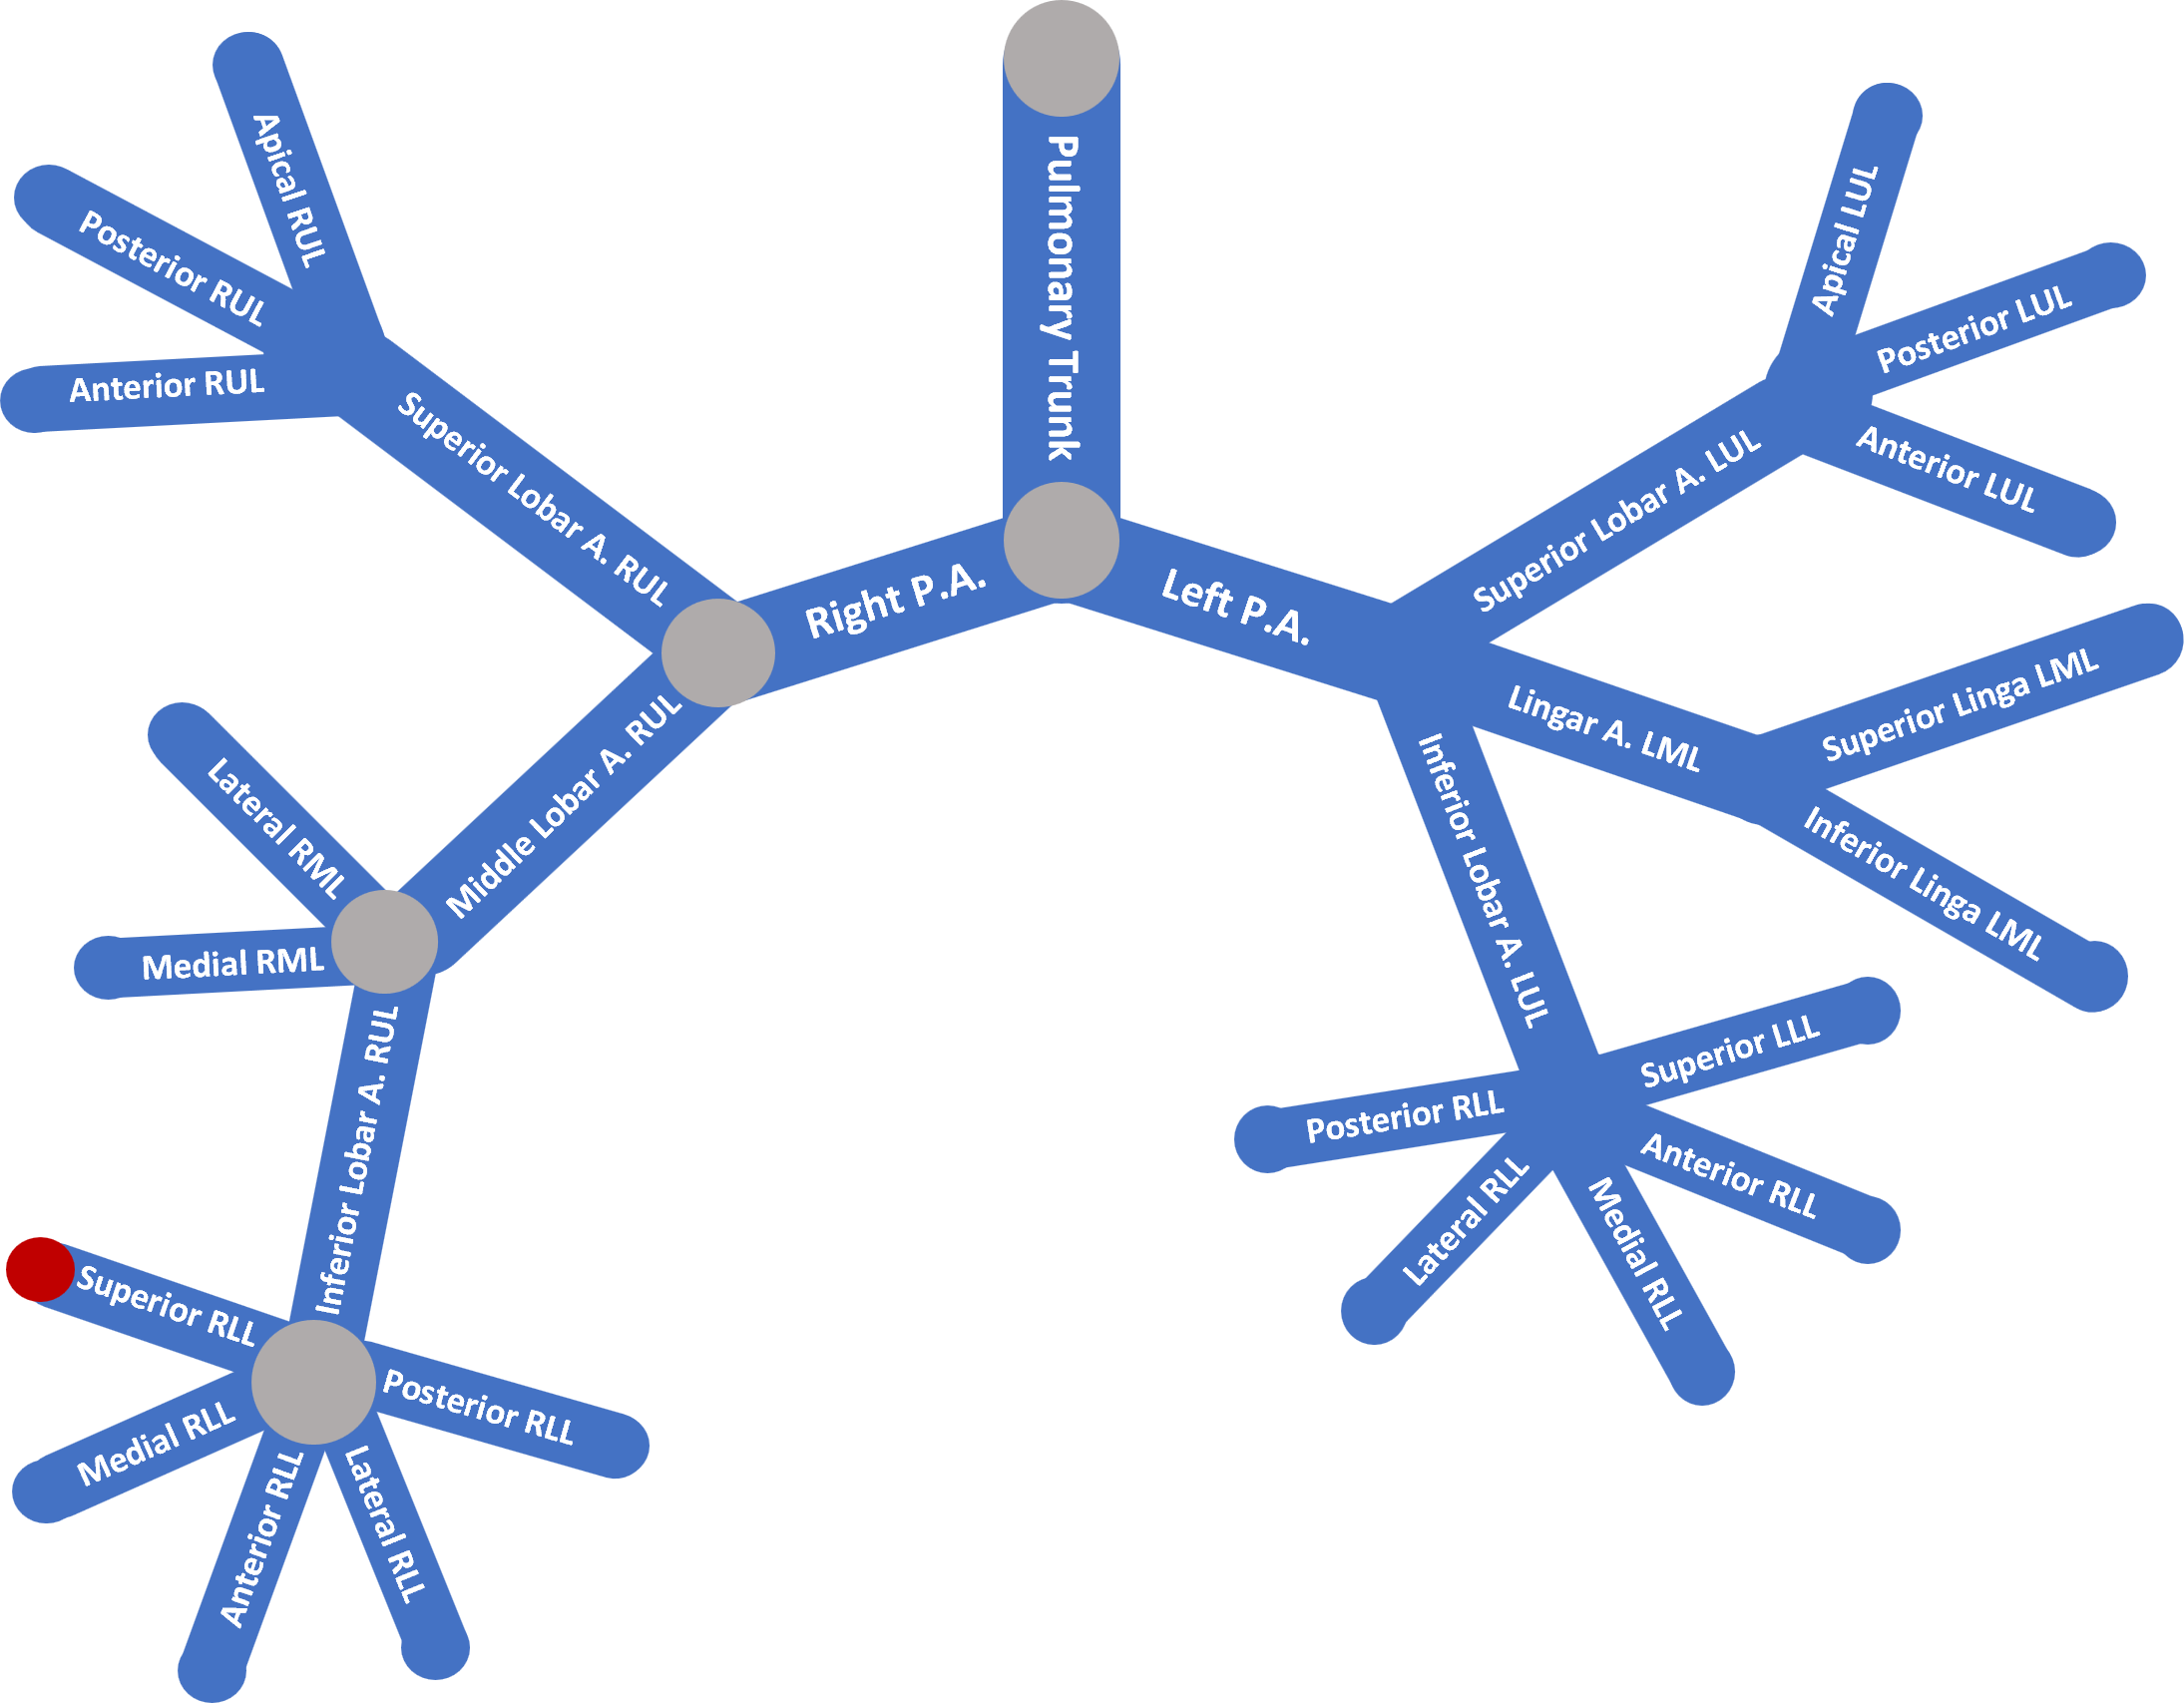 Pulmonary Trunk
Right P.A.
Left P.A.
Superior Lobar A. RUL
Apical RUL
Posterior RUL
Anterior RUL
Middle Lobar A. RUL
Lateral RML
Medial RML
Inferior Lobar A. RUL
Superior RLL
Medial RLL
Anterior RLL
Lateral RLL
Posterior RLL
Superior Lobar A. LUL
Apical LUL
Posterior LUL
Anterior LUL
Lingar A. LML
Superior Linga LML
Inferior Linga LML
Inferior Lobar A. LUL
Superior LLL
Anterior RLL
Medial RLL
Lateral RLL
Posterior RLL